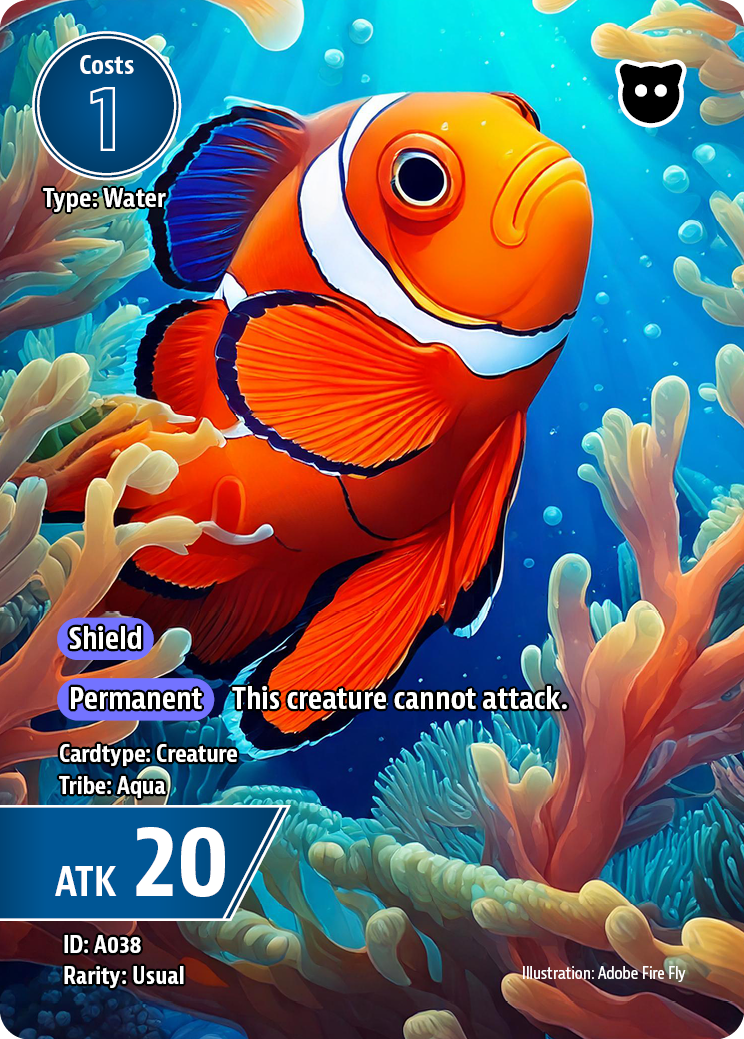 Costs
1
Type: Water
Shield
Permanent This creature cannot attack.
Cardtype: Creature
Tribe: Aqua
ATK 20
ID: A038
Rarity: Usual
Illustration: Adobe Fire Fly